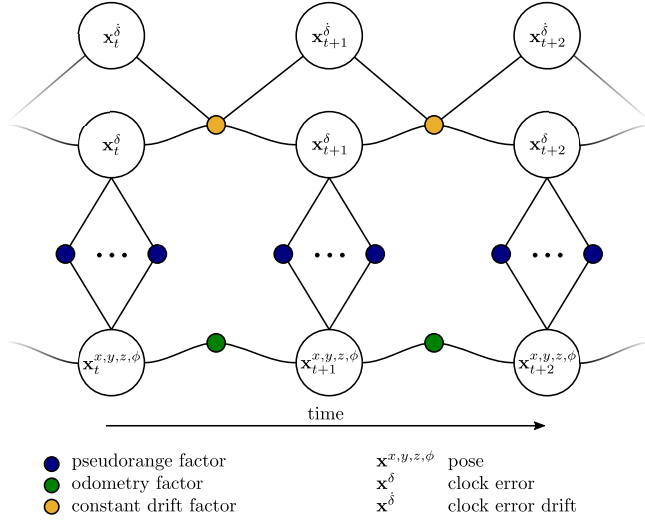 𝐱_t^δ̇ 𝐱_{t+1}^δ̇ 𝐱_{t+2}^δ̇
𝐱_t^δ 𝐱_{t+1}^δ 𝐱_{t+2}^δ
... ... ...
𝐱_t^{x,y,z,ϕ} 𝐱_{t+1}^{x,y,z,ϕ} 𝐱_{t+2}^{x,y,z,ϕ}
time
pseudorange factor
odometry factor
constant drift factor
𝐱^{x,y,z,ϕ} pose
𝐱^δ clock error
𝐱^δ̇ clock error drift